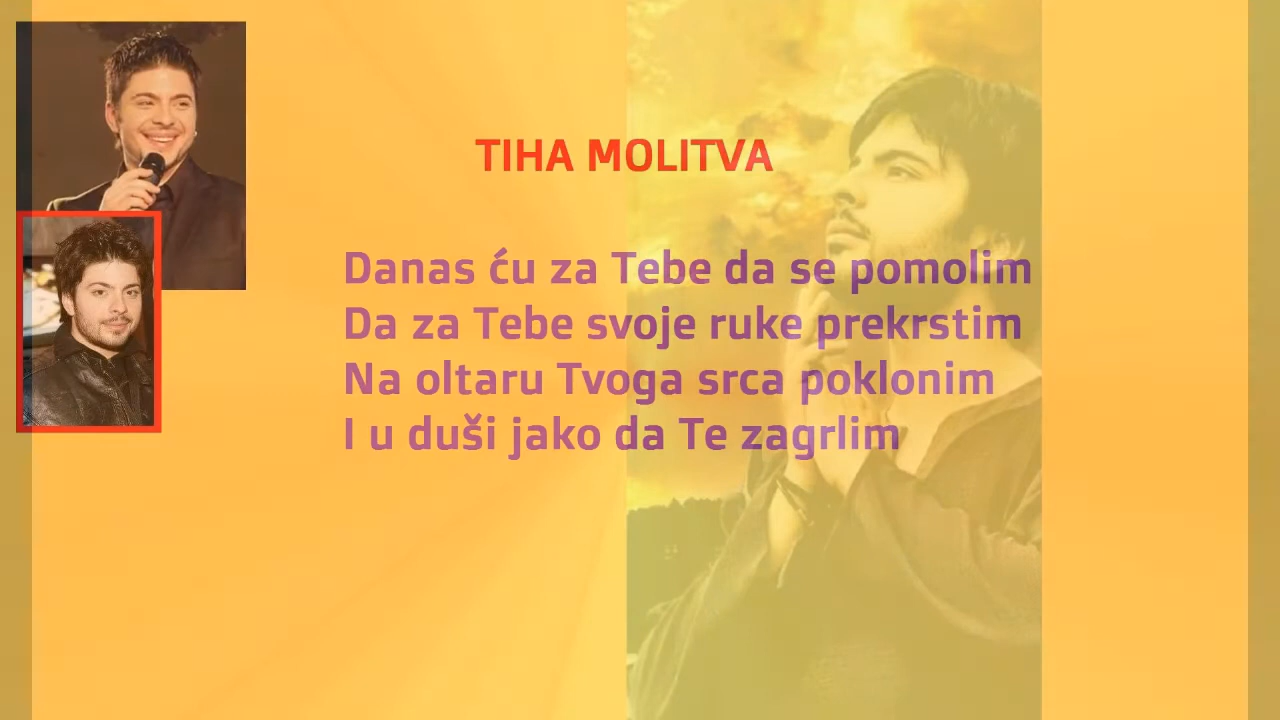 TIHA MOLITVA
Danas ću za Tebe da se pomolim
Da za Tebe svoje ruke prekrstim
Na oltaru Tvoga srca poklonim
I u duši jako da Te zagrlim